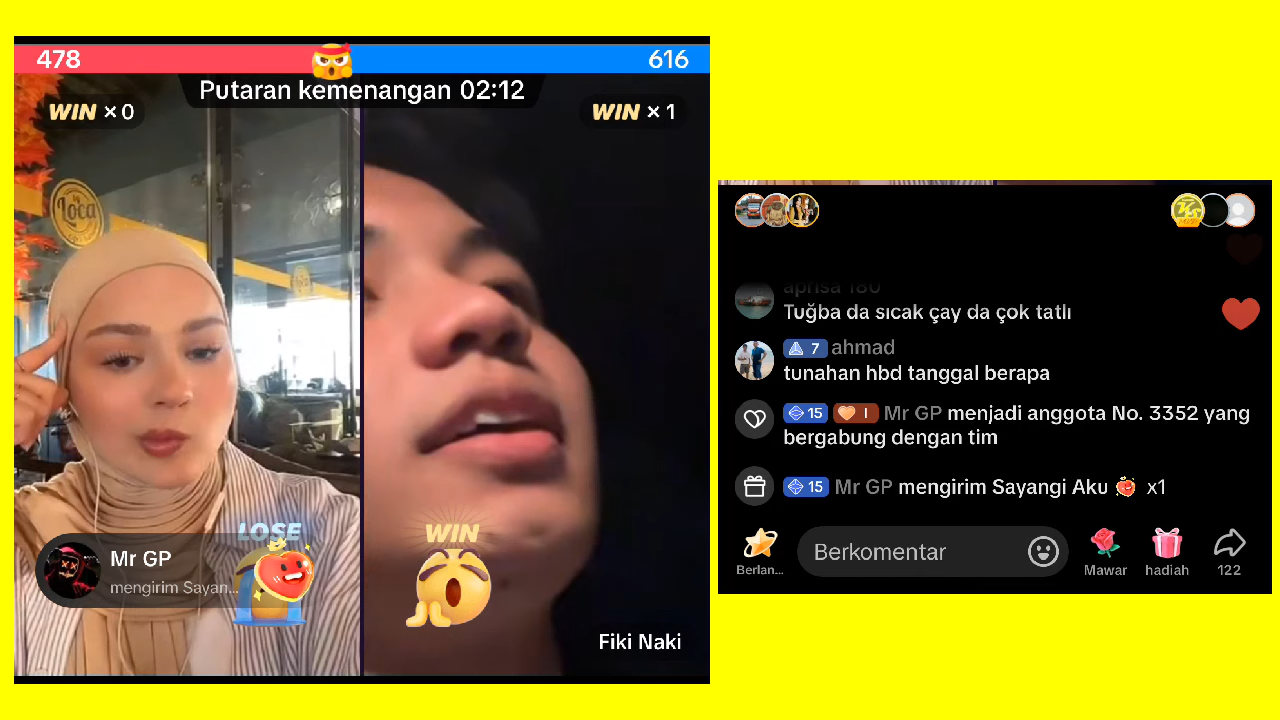 478
616
Putaran kemenangan 02:12
WIN × 0
WIN × 1
Loca
LOSE
WIN
Mr GP
mengirim Sayan...
Fiki Naki
aprisa 180
Tuğba da sıcak çay da çok tatlı
7 ahmad
tunahan hbd tanggal berapa
15 I Mr GP menjadi anggota No. 3352 yang
bergabung dengan tim
15 Mr GP mengirim Sayangi Aku x1
Berlan...
Berkomentar
Mawar
hadiah
122